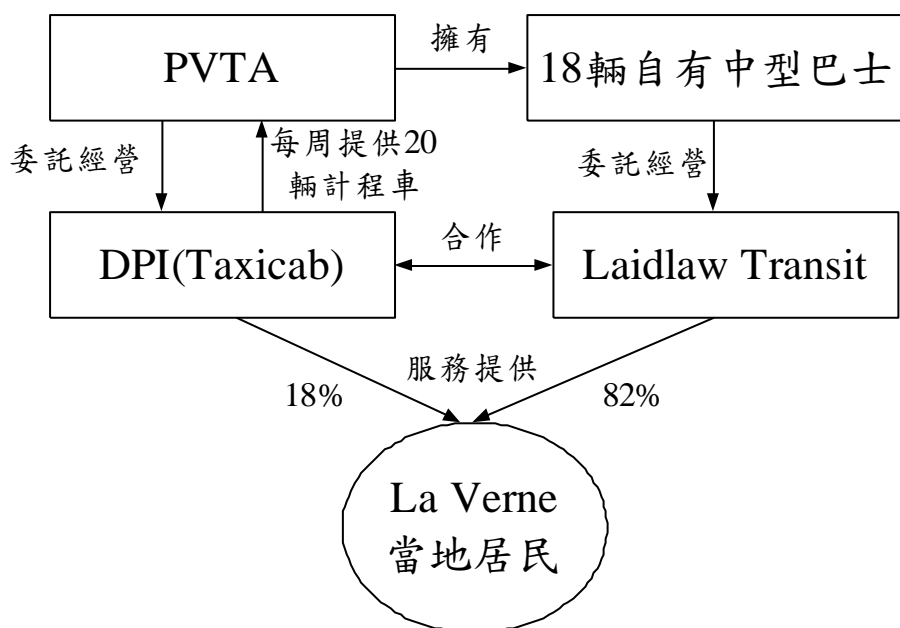 PVTA
擁有
18輛自有中型巴士
委託經營
每周提供20
輛計程車
委託經營
DPI(Taxicab)
合作
Laidlaw Transit
服務提供
18%
82%
La Verne
當地居民